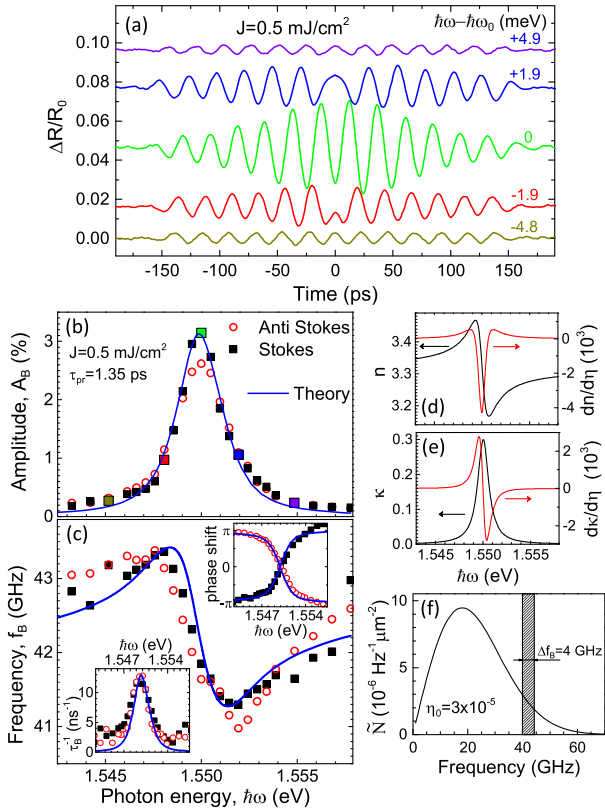 (a)
J=0.5 mJ/cm²
ħω−ħω₀ (meV)
+4.9
+1.9
0
-1.9
-4.8
ΔR/R₀
0.10
0.08
0.06
0.04
0.02
0.00
-150 -100 -50 0 50 100 150
Time (ps)
(b)
J=0.5 mJ/cm²
τpr=1.35 ps
Anti Stokes
Stokes
Theory
Amplitude, A_B (%)
3
2
1
0
(c)
Frequency, f_B (GHz)
43
42
41
phase shift
π
0
-π
1.547 1.554
ħω (eV)
ħω (eV)
1.547 1.554
τ_B⁻¹ (ns⁻¹)
10
5
0
1.545 1.550 1.555
Photon energy, ħω (eV)
(d)
n
3.4
3.3
3.2
dn/dη (10³)
0
-2
-4
(e)
κ
0.3
0.2
0.1
0.0
dκ/dη (10³)
2
0
-2
1.545 1.550 1.555
ħω (eV)
(f)
Ñ (10⁻⁶ Hz⁻¹μm⁻²)
10
5
0
Δf_B=4 GHz
η₀=3x10⁻⁵
0 20 40 60
Frequency (GHz)